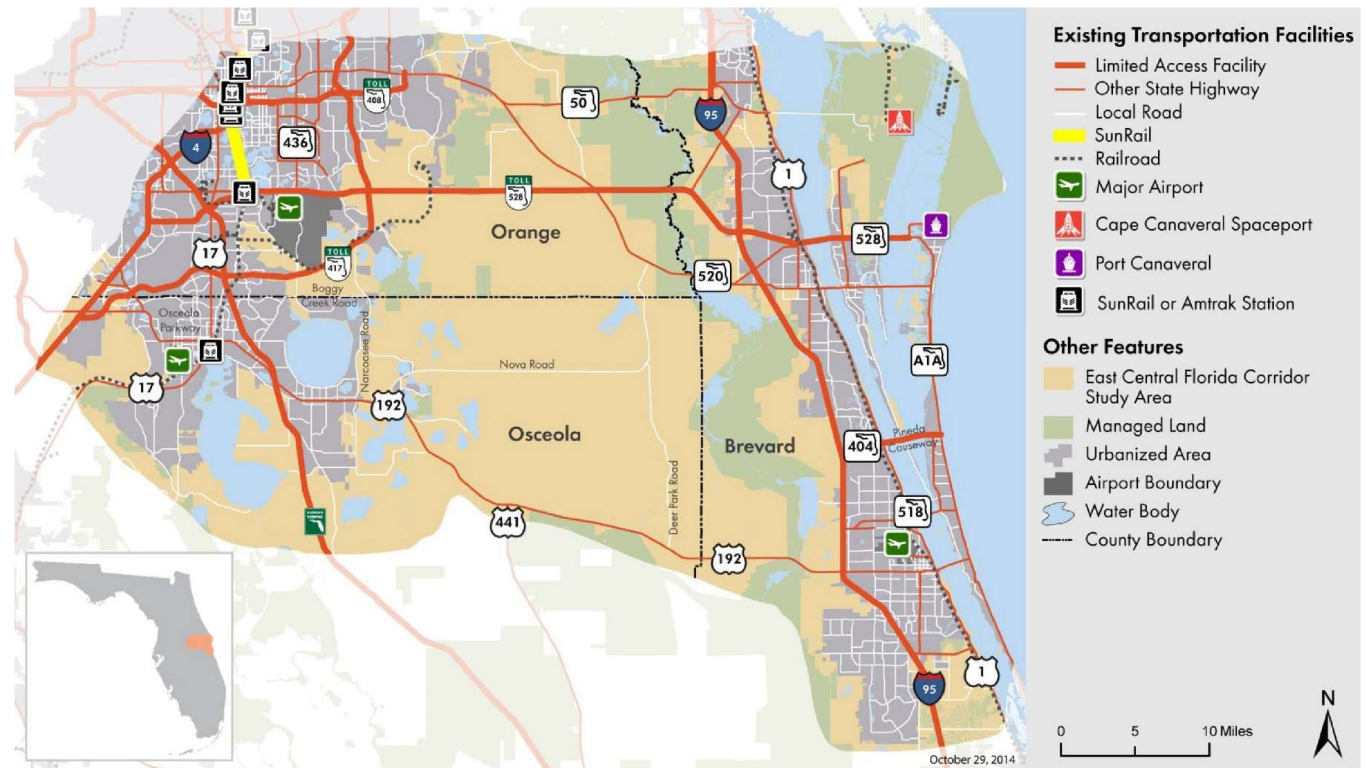 TOLL
408
50
95
436
4
1
TOLL
528
Orange
528
17
TOLL
417
520
Boggy
Creek Road
Osceola
Parkway
Narcoossee Road
Nova Road
A1A
17
192
Osceola
Brevard
404
Pineda
Causeway
Deer Park Road
518
441
192
1
95
October 29, 2014
Existing Transportation Facilities
Limited Access Facility
Other State Highway
Local Road
SunRail
Railroad
Major Airport
Cape Canaveral Spaceport
Port Canaveral
SunRail or Amtrak Station
Other Features
East Central Florida Corridor
Study Area
Managed Land
Urbanized Area
Airport Boundary
Water Body
County Boundary
N
0 5 10 Miles